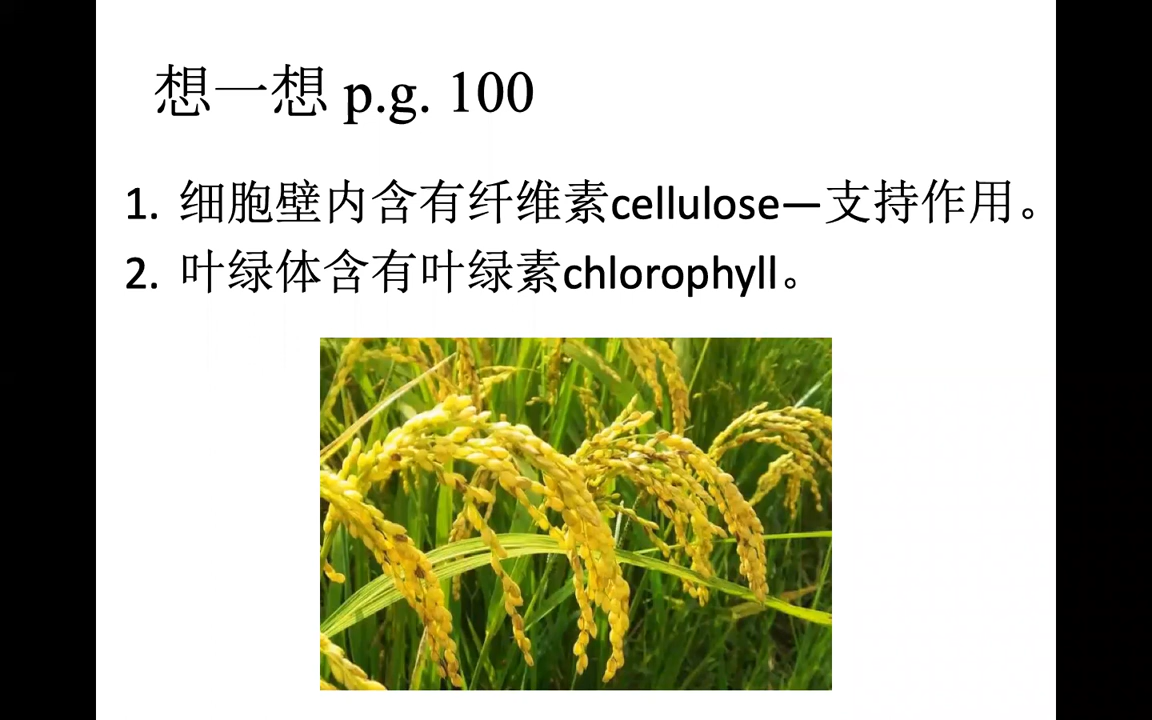 想一想 p.g. 100
1. 细胞壁内含有纤维素cellulose—支持作用。
2. 叶绿体含有叶绿素chlorophyll。